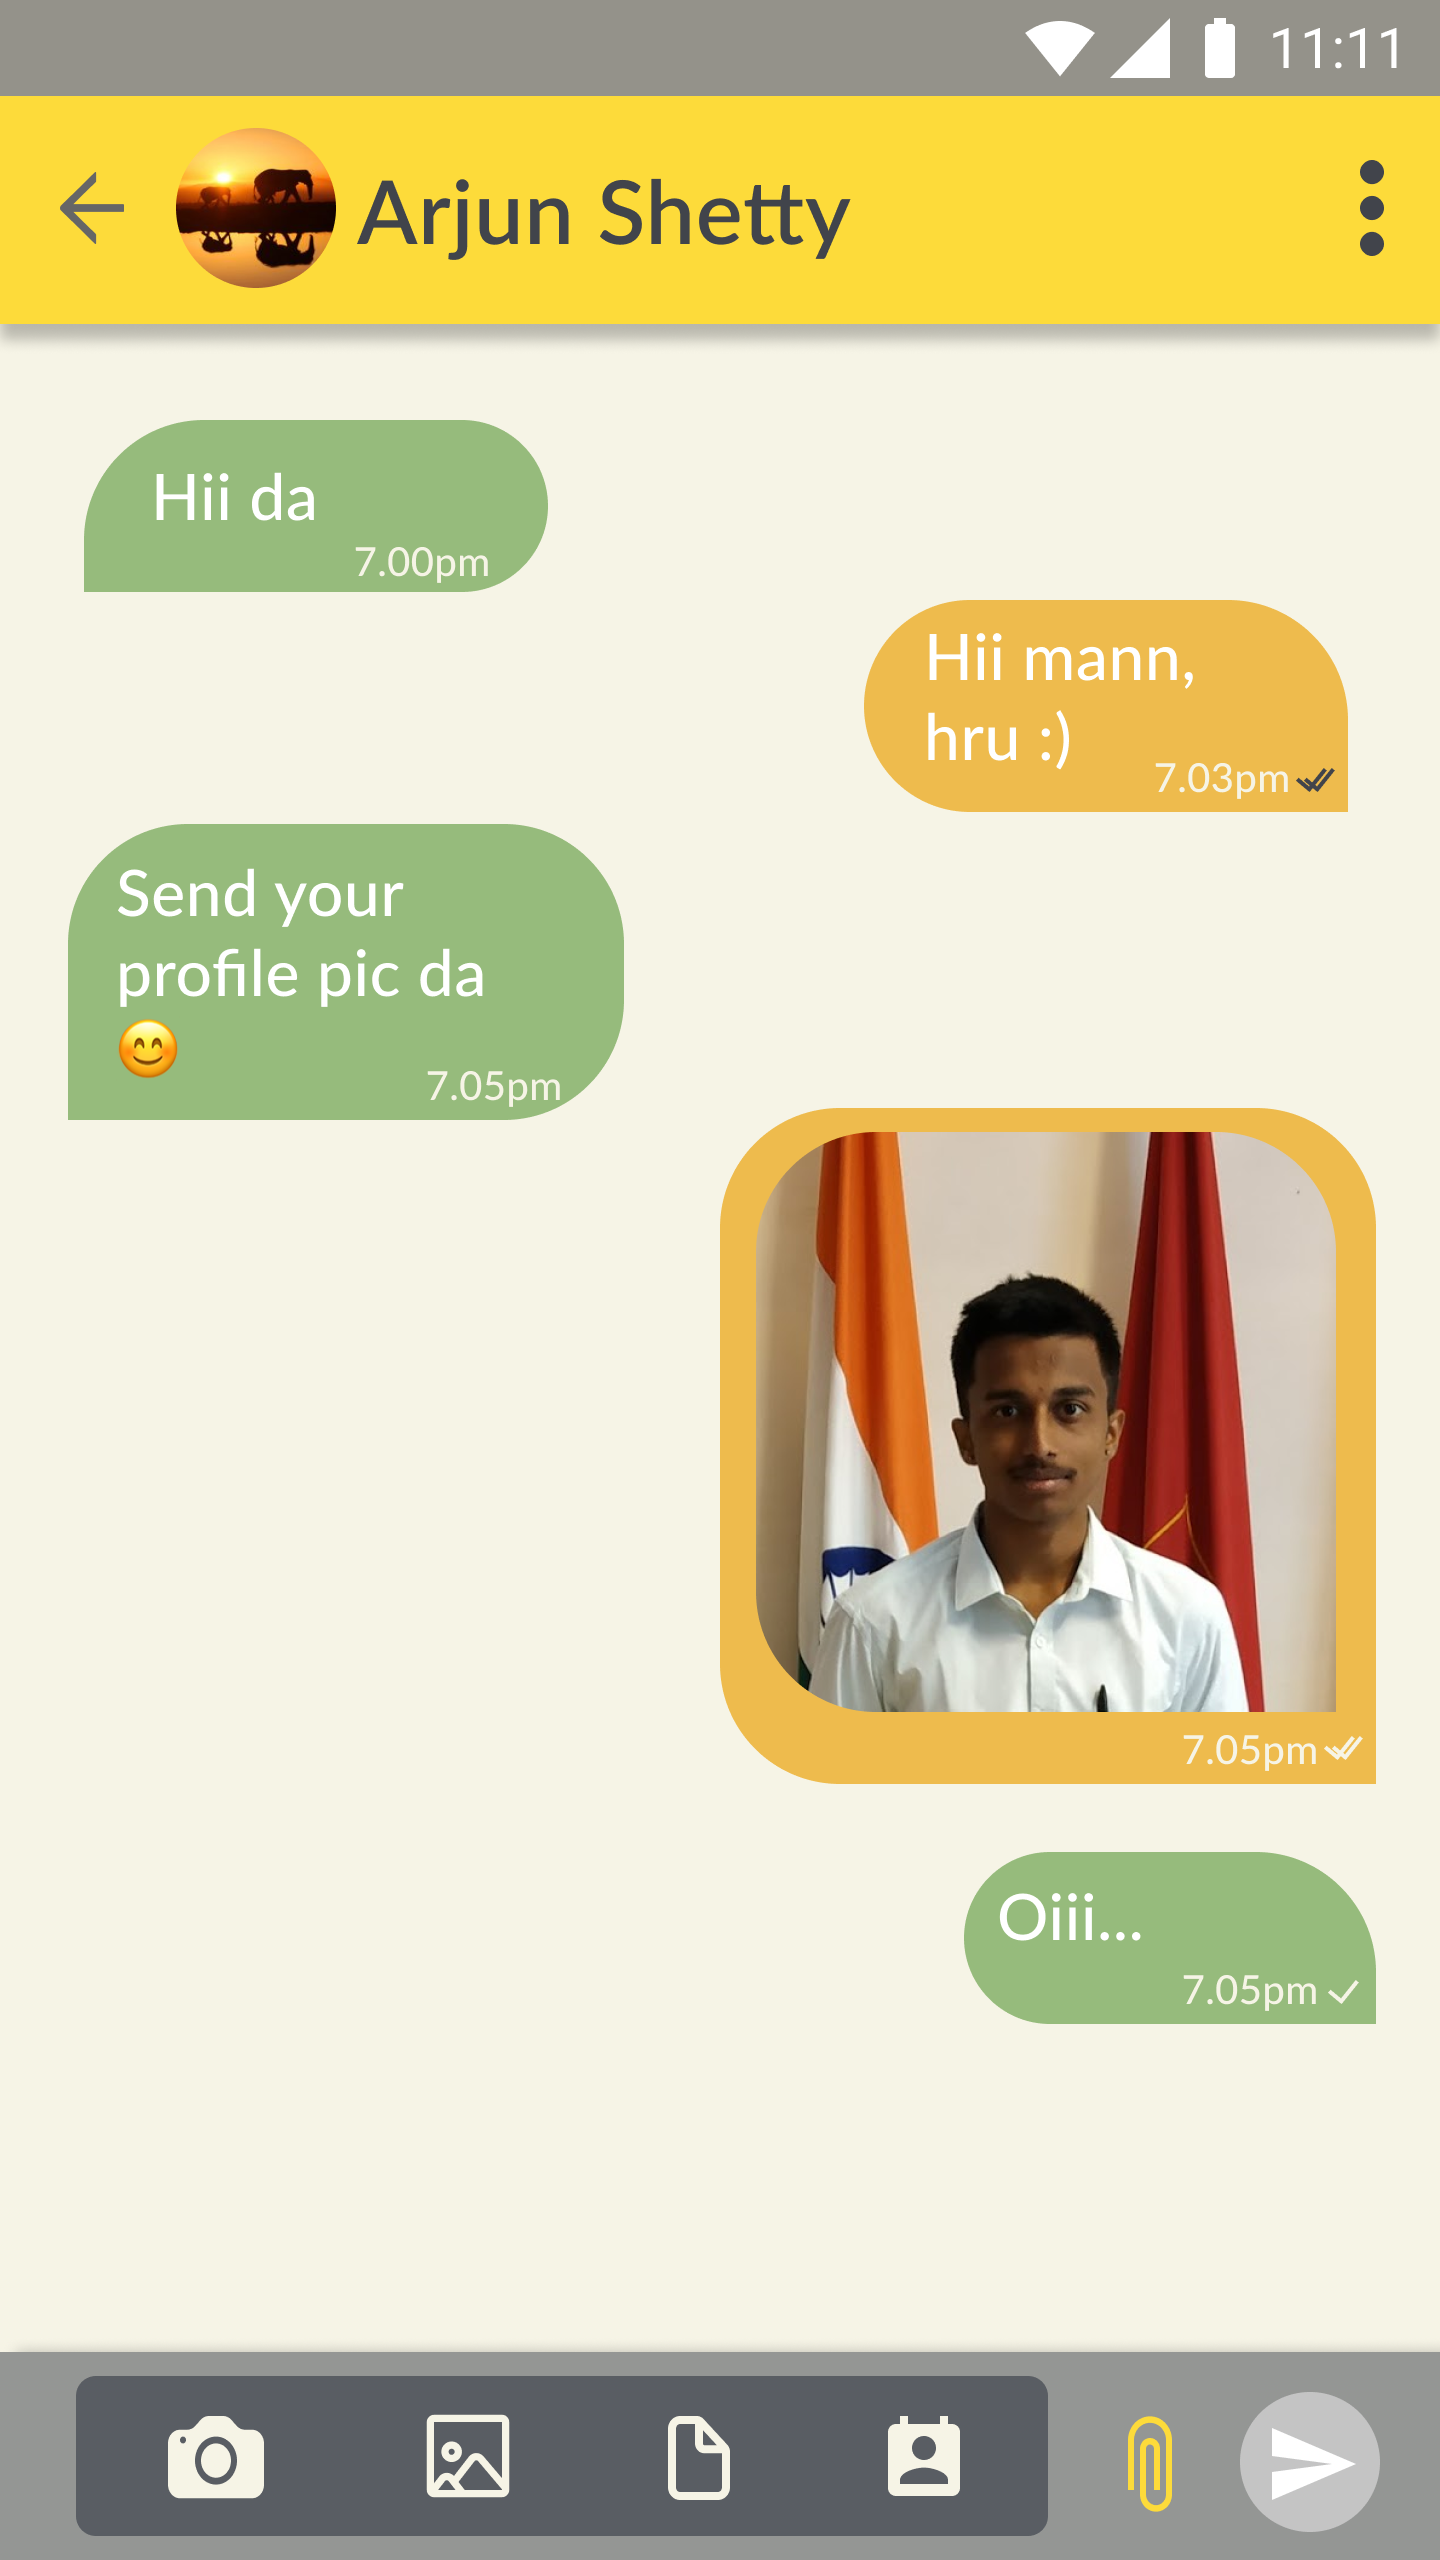 11:11
Arjun Shetty
Hii da
7.00pm
Hii mann,
hru :)
7.03pm
Send your
profile pic da
😊
7.05pm
7.05pm
Oiii...
7.05pm